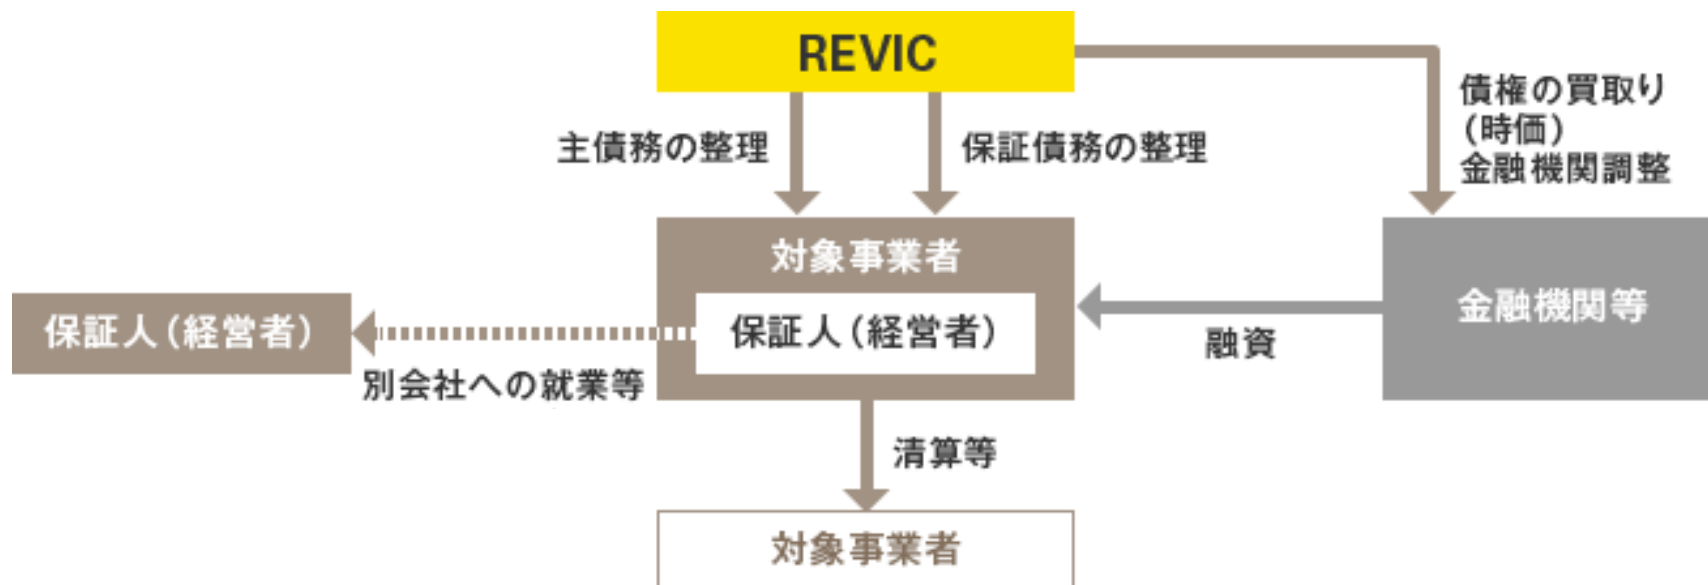 REVIC
主債務の整理
保証債務の整理
債権の買取り
(時価)
金融機関調整
対象事業者
保証人(経営者)
保証人(経営者)
別会社への就業等
融資
金融機関等
清算等
対象事業者